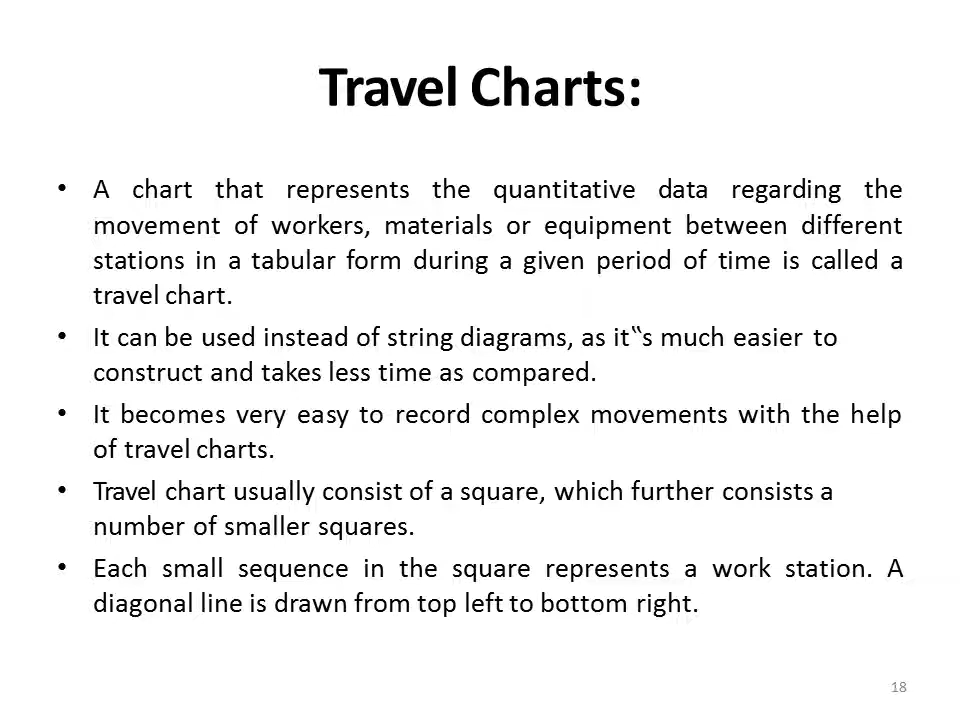 Travel Charts:
• A chart that represents the quantitative data regarding the
movement of workers, materials or equipment between different
stations in a tabular form during a given period of time is called a
travel chart.
• It can be used instead of string diagrams, as it‟s much easier to
construct and takes less time as compared.
• It becomes very easy to record complex movements with the help
of travel charts.
• Travel chart usually consist of a square, which further consists a
number of smaller squares.
• Each small sequence in the square represents a work station. A
diagonal line is drawn from top left to bottom right.
18